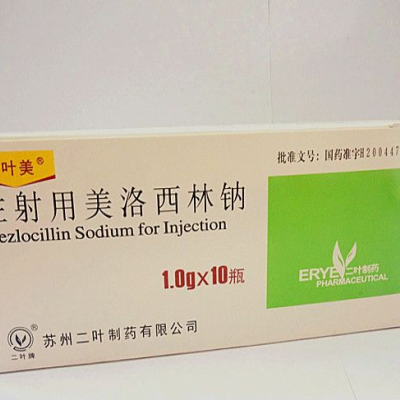 叶美®
批准文号:国药准字H200447
注射用美洛西林钠
ezlocillin Sodium for Injection
1.0g×10瓶
ERYE 二叶制药
PHARMACEUTICAL
二叶牌
苏州二叶制药有限公司